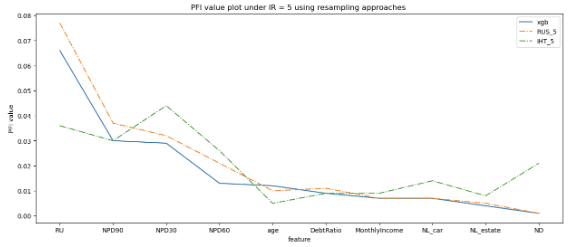 PFI value plot under IR = 5 using resampling approaches
xgb
RUS_5
IHT_5
0.08
0.07
0.06
0.05
0.04
0.03
0.02
0.01
0.00
PFI value
RU
NPD90
NPD30
NPD60
age
DebtRatio
MonthlyIncome
NL_car
NL_estate
ND
feature